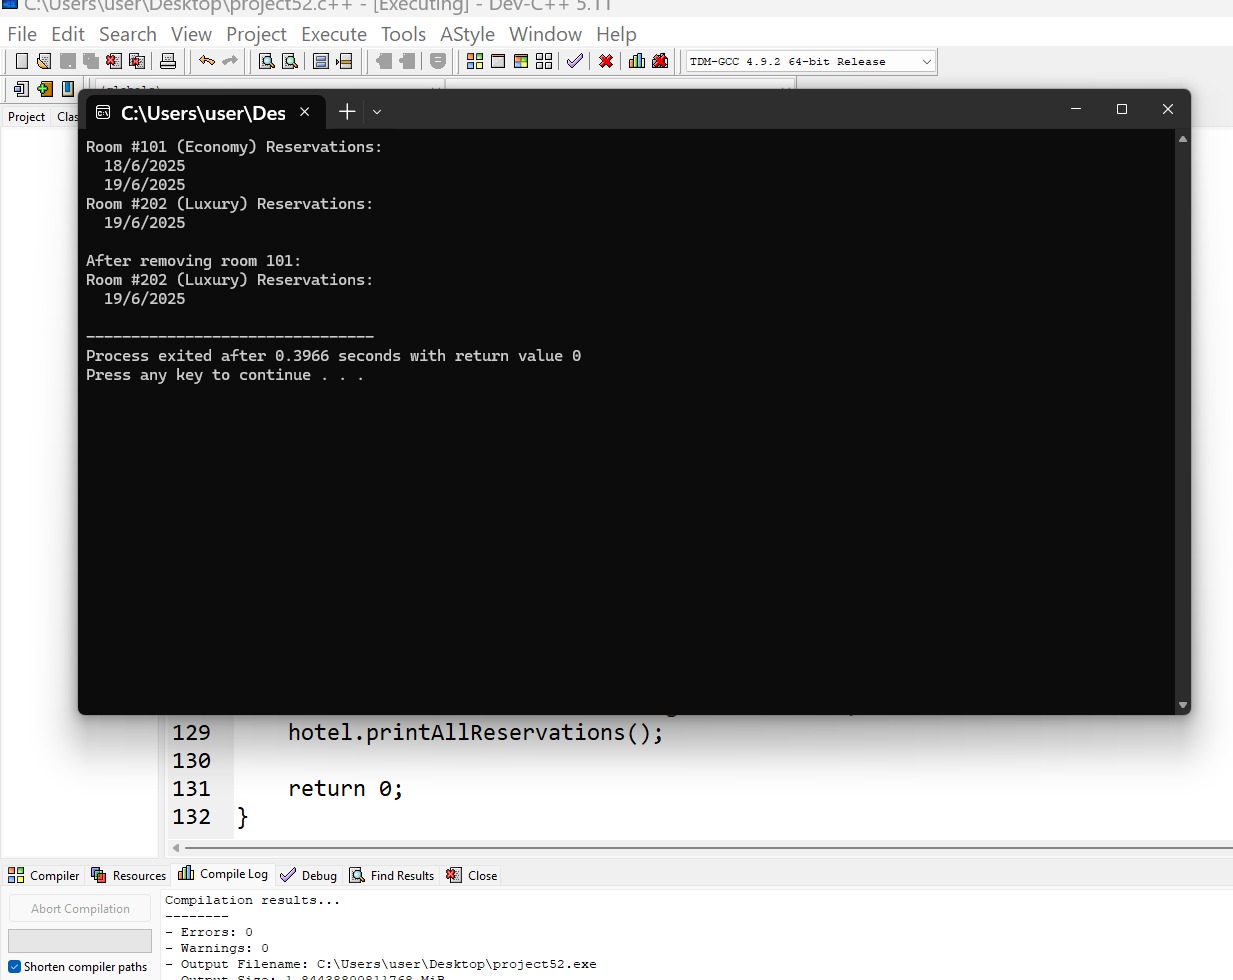 C:\Users\user\Desktop\project52.c++ - [Executing] - Dev-C++ 5.11
File Edit Search View Project Execute Tools AStyle Window Help
TDM-GCC 4.9.2 64-bit Release
(globals)
Project Clas
C:\Users\user\Des
Room #101 (Economy) Reservations:
18/6/2025
19/6/2025
Room #202 (Luxury) Reservations:
19/6/2025
After removing room 101:
Room #202 (Luxury) Reservations:
19/6/2025
--------------------------------
Process exited after 0.3966 seconds with return value 0
Press any key to continue . . .
129 hotel.printAllReservations();
130
131 return 0;
132 }
Compiler Resources Compile Log Debug Find Results Close
Abort Compilation
Shorten compiler paths
Compilation results...
--------
- Errors: 0
- Warnings: 0
- Output Filename: C:\Users\user\Desktop\project52.exe
- Output Size: 1.84438800811768 MiB